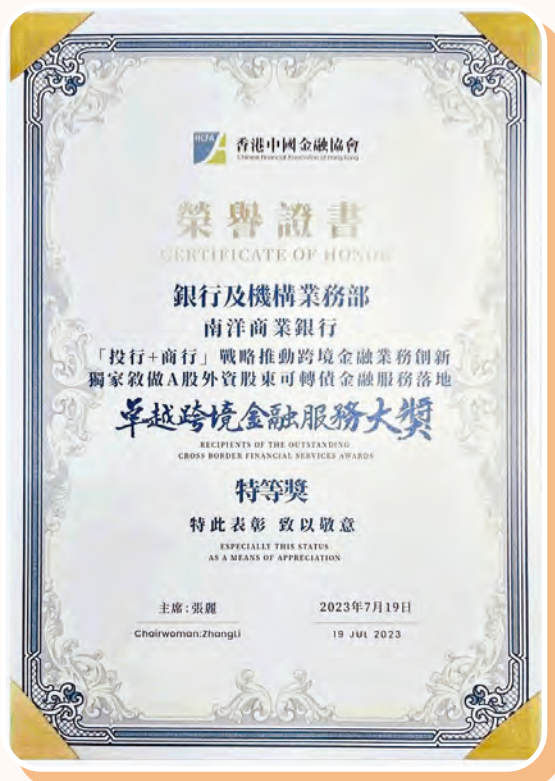 HCFA
香港中國金融協會
Chinese Financial Association of Hong Kong
榮譽證書
CERTIFICATE OF HONOR
銀行及機構業務部
南洋商業銀行
「投行+商行」戰略推動跨境金融業務創新
獨家敘做A股外資股東可轉債金融服務落地
卓越跨境金融服務大獎
RECIPIENTS OF THE OUTSTANDING
CROSS BORDER FINANCIAL SERVICES AWARDS
特等獎
特此表彰 致以敬意
ESPECIALLY THIS STATUS
AS A MEANS OF APPRECIATION
主席:張麗
2023年7月19日
Chairwoman:ZhangLi
19 JUL 2023